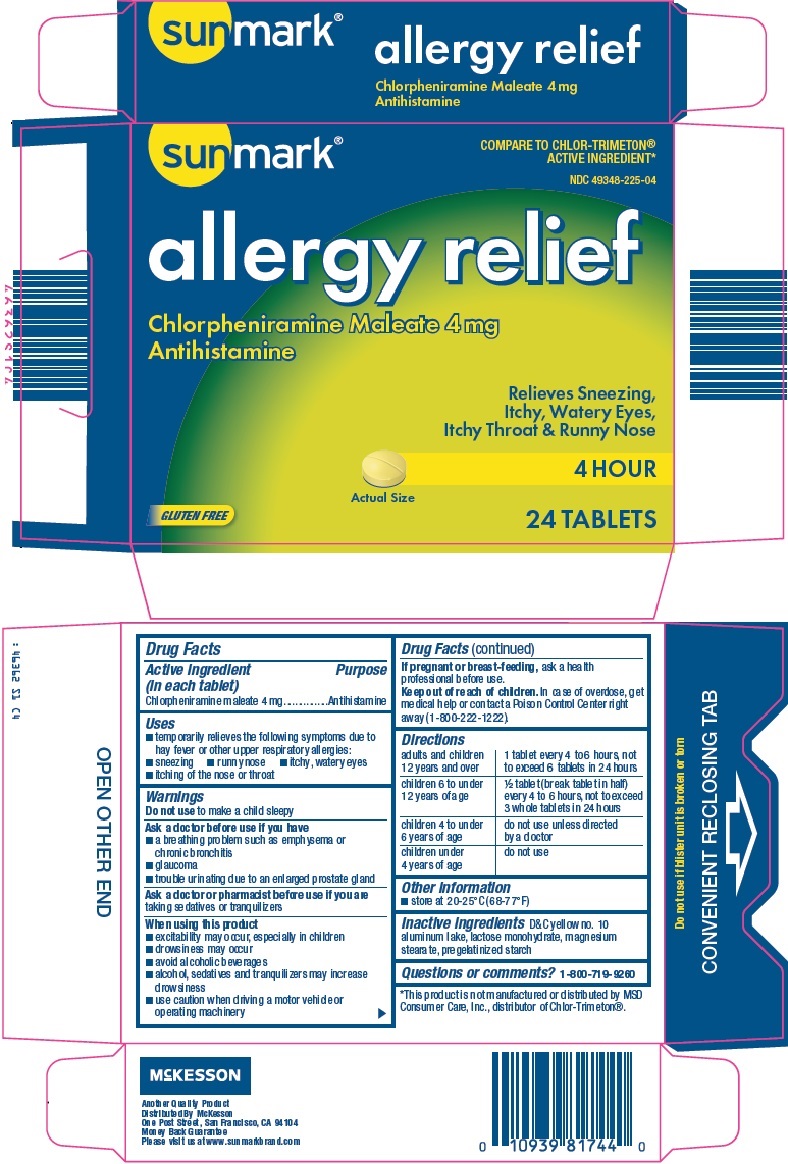 sunmark®
allergy relief
Chlorpheniramine Maleate 4 mg
Antihistamine
sunmark®
COMPARE TO CHLOR-TRIMETON®
ACTIVE INGREDIENT*
NDC 49348-225-04
allergy relief
Chlorpheniramine Maleate 4 mg
Antihistamine
Relieves Sneezing,
Itchy, Watery Eyes,
Itchy Throat & Runny Nose
4 HOUR
Actual Size
GLUTEN FREE
24 TABLETS
OPEN OTHER END
Drug Facts
Active ingredient Purpose
(in each tablet)
Chlorpheniramine maleate 4 mg..............Antihistamine
Uses
■ temporarily relieves the following symptoms due to
hay fever or other upper respiratory allergies:
■ sneezing ■ runny nose ■ itchy, watery eyes
■ itching of the nose or throat
Warnings
Do not use to make a child sleepy
Ask a doctor before use if you have
■ a breathing problem such as emphysema or
chronic bronchitis
■ glaucoma
■ trouble urinating due to an enlarged prostate gland
Ask a doctor or pharmacist before use if you are
taking sedatives or tranquilizers
When using this product
■ excitability may occur, especially in children
■ drowsiness may occur
■ avoid alcoholic beverages
■ alcohol, sedatives and tranquilizers may increase
drowsiness
■ use caution when driving a motor vehicle or
operating machinery
Drug Facts (continued)
If pregnant or breast-feeding, ask a health
professional before use.
Keep out of reach of children. In case of overdose, get
medical help or contact a Poison Control Center right
away (1-800-222-1222).
Directions
adults and children 1 tablet every 4 to 6 hours, not
12 years and over to exceed 6 tablets in 24 hours
children 6 to under ½ tablet (break tablet in half)
12 years of age every 4 to 6 hours, not to exceed
3 whole tablets in 24 hours
children 4 to under do not use unless directed
6 years of age by a doctor
children under do not use
4 years of age
Other information
■ store at 20-25°C (68-77°F)
Inactive ingredients D&C yellow no. 10
aluminum lake, lactose monohydrate, magnesium
stearate, pregelatinized starch
Questions or comments? 1-800-719-9260
*This product is not manufactured or distributed by MSD
Consumer Care, Inc., distributor of Chlor-Trimeton®.
Do not use if blister unit is broken or torn
CONVENIENT RECLOSING TAB
McKESSON
Another Quality Product
Distributed By McKesson
One Post Street, San Francisco, CA 94104
Money Back Guarantee
Please visit us at www.sunmarkbrand.com
0 10939 81744 0